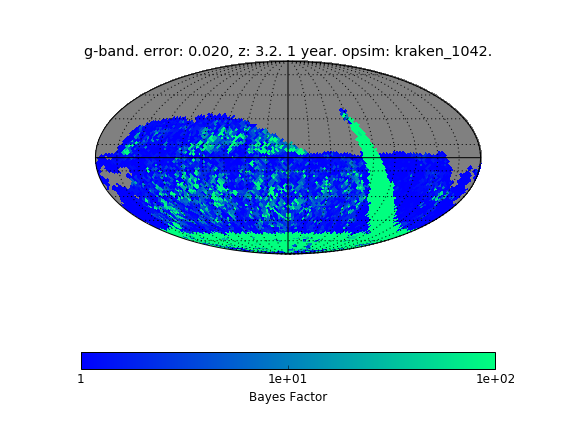 g-band. error: 0.020, z: 3.2. 1 year. opsim: kraken_1042.
1 1e+01 1e+02
Bayes Factor